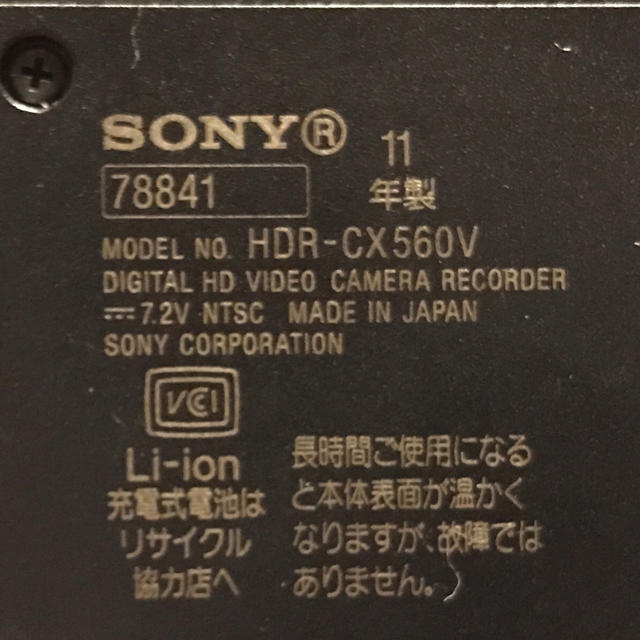 SONY®
11
年製
78841
MODEL NO. HDR-CX560V
DIGITAL HD VIDEO CAMERA RECORDER
⎓7.2V NTSC MADE IN JAPAN
SONY CORPORATION
VCI
Li-ion
充電式電池は
リサイクル
協力店へ
長時間ご使用になる
と本体表面が温かく
なりますが、故障では
ありません。